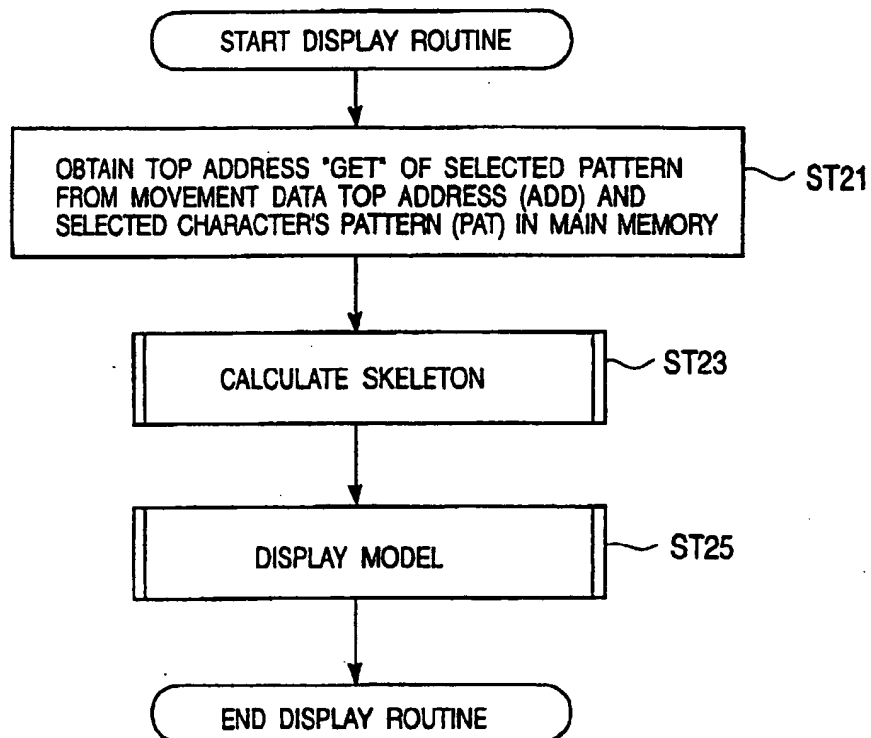 START DISPLAY ROUTINE
OBTAIN TOP ADDRESS "GET" OF SELECTED PATTERN
FROM MOVEMENT DATA TOP ADDRESS (ADD) AND
SELECTED CHARACTER'S PATTERN (PAT) IN MAIN MEMORY
ST21
CALCULATE SKELETON
ST23
DISPLAY MODEL
ST25
END DISPLAY ROUTINE